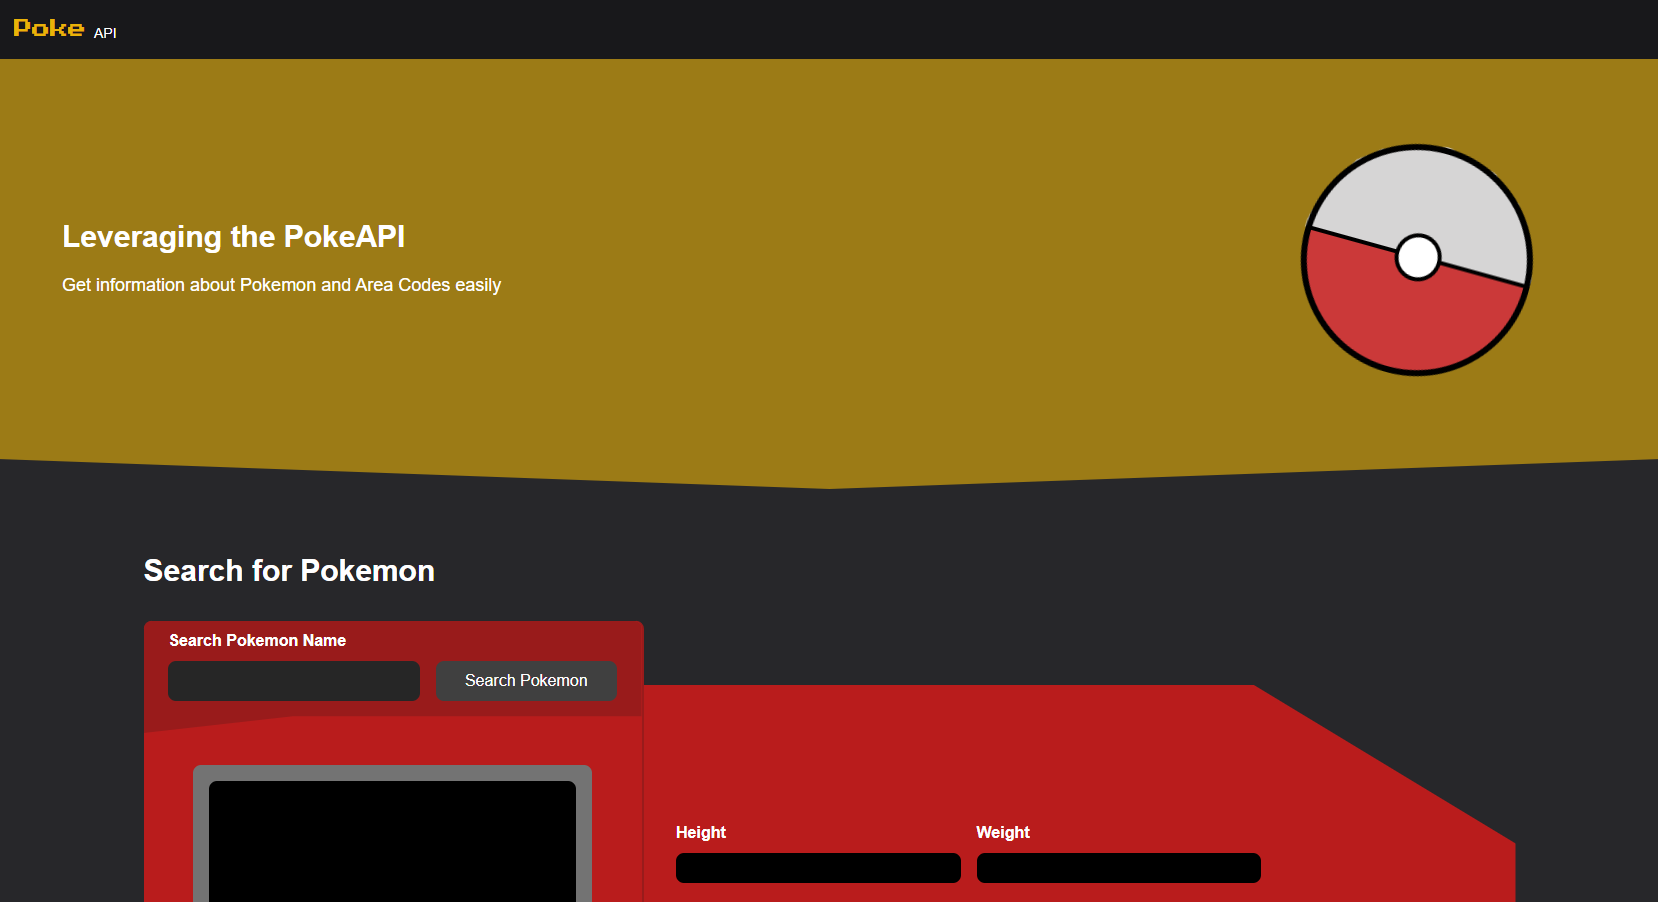 Poke API
Leveraging the PokeAPI
Get information about Pokemon and Area Codes easily
Search for Pokemon
Search Pokemon Name
Search Pokemon
Height Weight